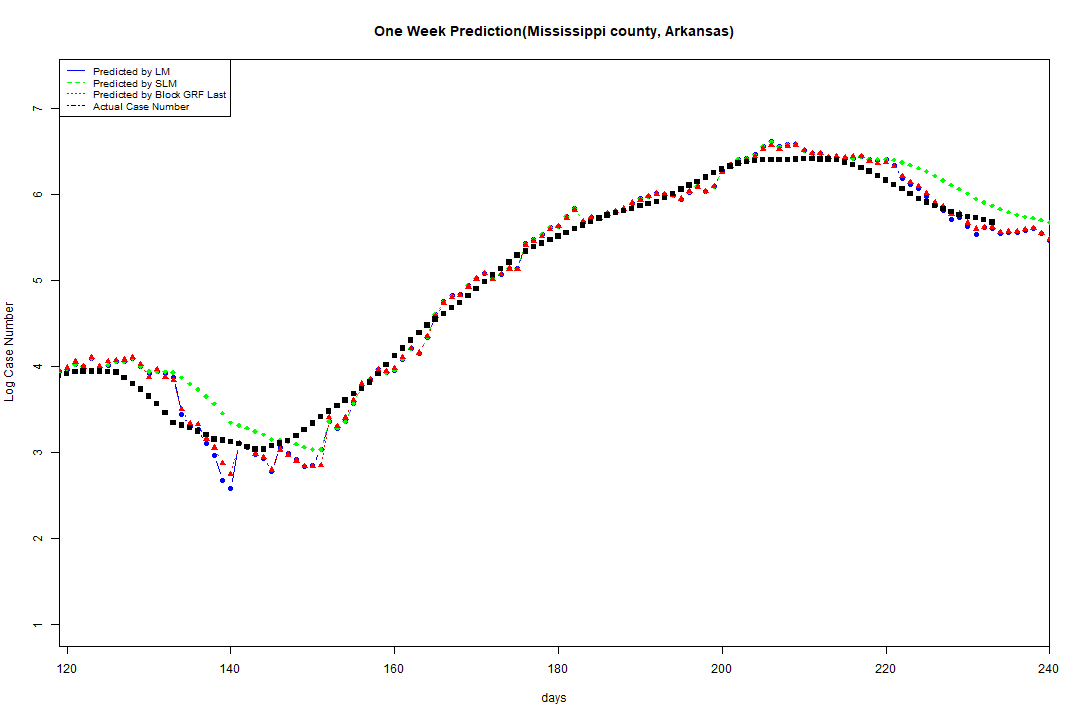 One Week Prediction(Mississippi county, Arkansas)
Predicted by LM
Predicted by SLM
Predicted by Block GRF Last
Actual Case Number
7
6
5
4
3
2
1
Log Case Number
120 140 160 180 200 220 240
days